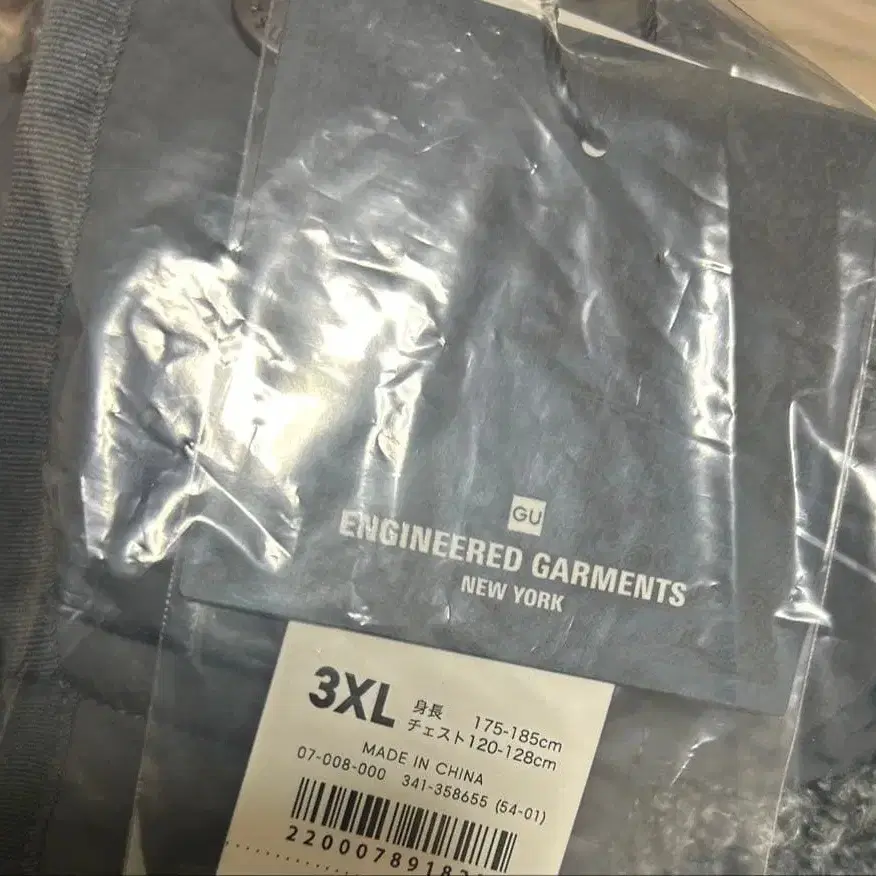 GU
ENGINEERED GARMENTS
NEW YORK
3XL
身長 175-185cm
チェスト120-128cm
MADE IN CHINA
07-008-000 341-358655 (54-01)
220007891